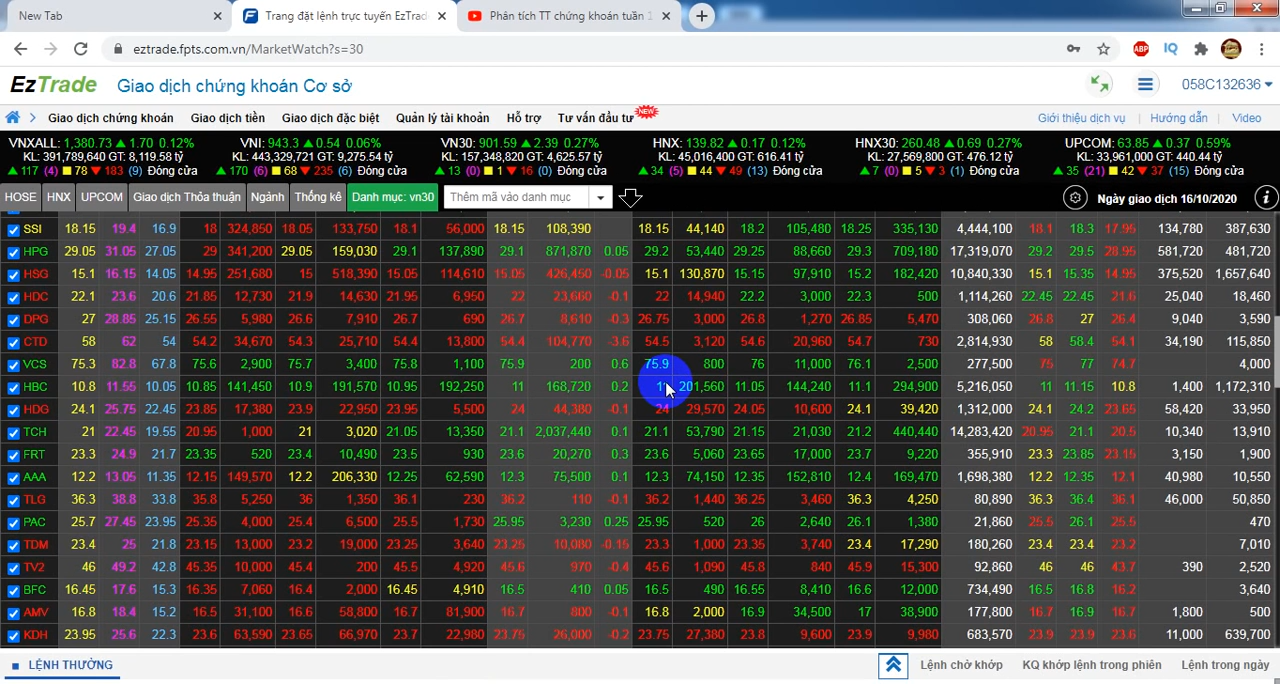 New Tab
Trang đặt lệnh trực tuyến EzTrade
Phân tích TT chứng khoán tuần 1
eztrade.fpts.com.vn/MarketWatch?s=30
EzTrade Giao dịch chứng khoán Cơ sở 058C132636
Giao dịch chứng khoán Giao dịch tiền Giao dịch đặc biệt Quản lý tài khoản Hỗ trợ Tư vấn đầu tư NEW Giới thiệu dịch vụ Hướng dẫn Video
VNXALL: 1,380.73 ▲ 1.70 0.12% VNI: 943.3 ▲ 0.54 0.06% VN30: 901.59 ▲ 2.39 0.27% HNX: 139.82 ▲ 0.17 0.12% HNX30: 260.48 ▲ 0.69 0.27% UPCOM: 63.85 ▲ 0.37 0.59%
KL: 391,789,640 GT: 8,119.58 tỷ KL: 443,329,721 GT: 9,275.54 tỷ KL: 157,348,820 GT: 4,625.57 tỷ KL: 45,016,400 GT: 616.41 tỷ KL: 27,569,800 GT: 476.12 tỷ KL: 33,961,000 GT: 440.44 tỷ
▲ 117 (4) ■ 78 ▼ 183 (9) Đóng cửa ▲ 170 (6) ■ 68 ▼ 235 (6) Đóng cửa ▲ 13 (0) ■ 1 ▼ 16 (0) Đóng cửa ▲ 34 (5) ■ 44 ▼ 49 (13) Đóng cửa ▲ 7 (0) ■ 5 ▼ 3 (1) Đóng cửa ▲ 35 (21) ■ 42 ▼ 37 (15) Đóng cửa
HOSE HNX UPCOM Giao dịch Thỏa thuận Ngành Thống kê Danh mục: vn30 Thêm mã vào danh mục Ngày giao dịch 16/10/2020
SSI 18.15 19.4 16.9 18 324,850 18.05 133,750 18.1 56,000 18.15 108,390 18.15 44,140 18.2 105,480 18.25 335,130 4,444,100 18.1 18.3 17.95 134,780 387,630
HPG 29.05 31.05 27.05 29 341,200 29.05 159,030 29.1 137,890 29.1 871,870 0.05 29.2 53,440 29.25 88,660 29.3 709,180 17,319,070 29.2 29.5 28.95 581,720 481,720
HSG 15.1 16.15 14.05 14.95 251,680 15 518,390 15.05 114,610 15.05 426,450 -0.05 15.1 130,870 15.15 97,910 15.2 182,420 10,840,330 15.1 15.35 14.95 375,520 1,657,640
HDC 22.1 23.6 20.6 21.85 12,730 21.9 14,630 21.95 6,950 22 23,660 -0.1 22 14,940 22.2 3,000 22.3 500 1,114,260 22.45 22.45 21.6 25,040 18,460
DPG 27 28.85 25.15 26.55 5,980 26.6 7,910 26.7 690 26.7 8,610 -0.3 26.75 3,000 26.8 1,270 26.85 5,470 308,060 26.8 27 26.4 9,040 3,590
CTD 58 62 54 54.2 34,670 54.3 25,710 54.4 13,800 54.4 104,770 -3.6 54.5 3,120 54.6 20,960 54.7 730 2,814,930 58 58.4 54.1 34,190 115,850
VCS 75.3 82.8 67.8 75.6 2,900 75.7 3,400 75.8 1,100 75.9 200 0.6 75.9 800 76 11,000 76.1 2,500 277,500 75 77 74.7 4,000
HBC 10.8 11.55 10.05 10.85 141,450 10.9 191,570 10.95 192,250 11 168,720 0.2 201,560 11.05 144,240 11.1 294,900 5,216,050 11 11.15 10.8 1,400 1,172,310
HDG 24.1 25.75 22.45 23.85 17,380 23.9 22,950 23.95 5,500 24 44,380 -0.1 24 29,570 24.05 10,600 24.1 39,420 1,312,000 24.1 24.2 23.65 58,420 33,950
TCH 21 22.45 19.55 20.95 1,000 21 3,020 21.05 13,350 21.1 2,037,440 0.1 21.1 53,790 21.15 21,030 21.2 440,440 14,283,420 20.95 21.1 20.5 10,340 13,910
FRT 23.3 24.9 21.7 23.35 520 23.4 10,490 23.5 930 23.6 20,270 0.3 23.6 5,060 23.65 17,000 23.7 9,220 355,910 23.3 23.85 23.15 3,150 1,900
AAA 12.2 13.05 11.35 12.15 149,570 12.2 206,330 12.25 62,590 12.3 75,500 0.1 12.3 74,150 12.35 152,810 12.4 169,470 1,698,380 12.2 12.35 12.1 40,980 10,550
TLG 36.3 38.8 33.8 35.8 5,250 36 1,350 36.1 230 36.2 110 -0.1 36.2 1,440 36.25 3,460 36.3 4,250 80,890 36.3 36.4 36.1 46,000 50,850
PAC 25.7 27.45 23.95 25.35 4,000 25.4 6,500 25.5 1,730 25.95 3,230 0.25 25.95 520 26 2,640 26.1 1,380 21,860 25.5 26.1 25.5 470
TDM 23.4 25 21.8 23.15 13,000 23.2 19,000 23.25 3,640 23.25 10,080 -0.15 23.3 1,000 23.35 3,740 23.4 17,290 180,260 23.4 23.4 23.2 7,010
TV2 46 49.2 42.8 45.35 10,000 45.4 200 45.5 4,920 45.6 970 -0.4 45.6 1,090 45.8 840 45.9 15,300 92,860 46 46 43.7 390 2,520
BFC 16.45 17.6 15.3 16.35 7,060 16.4 2,000 16.45 4,910 16.5 410 0.05 16.5 490 16.55 8,410 16.6 12,000 734,490 16.5 16.8 16.2 3,640
AMV 16.8 18.4 15.2 16.5 31,100 16.6 58,800 16.7 81,900 16.7 800 -0.1 16.8 2,000 16.9 34,500 17 38,900 177,800 16.7 16.9 16.7 1,800 500
KDH 23.95 25.6 22.3 23.6 63,590 23.65 66,970 23.7 22,980 23.75 26,000 -0.2 23.75 27,380 23.8 9,600 23.9 9,980 683,570 23.9 23.9 23.6 11,000 639,700
LỆNH THƯỜNG Lệnh chờ khớp KQ khớp lệnh trong phiên Lệnh trong ngày